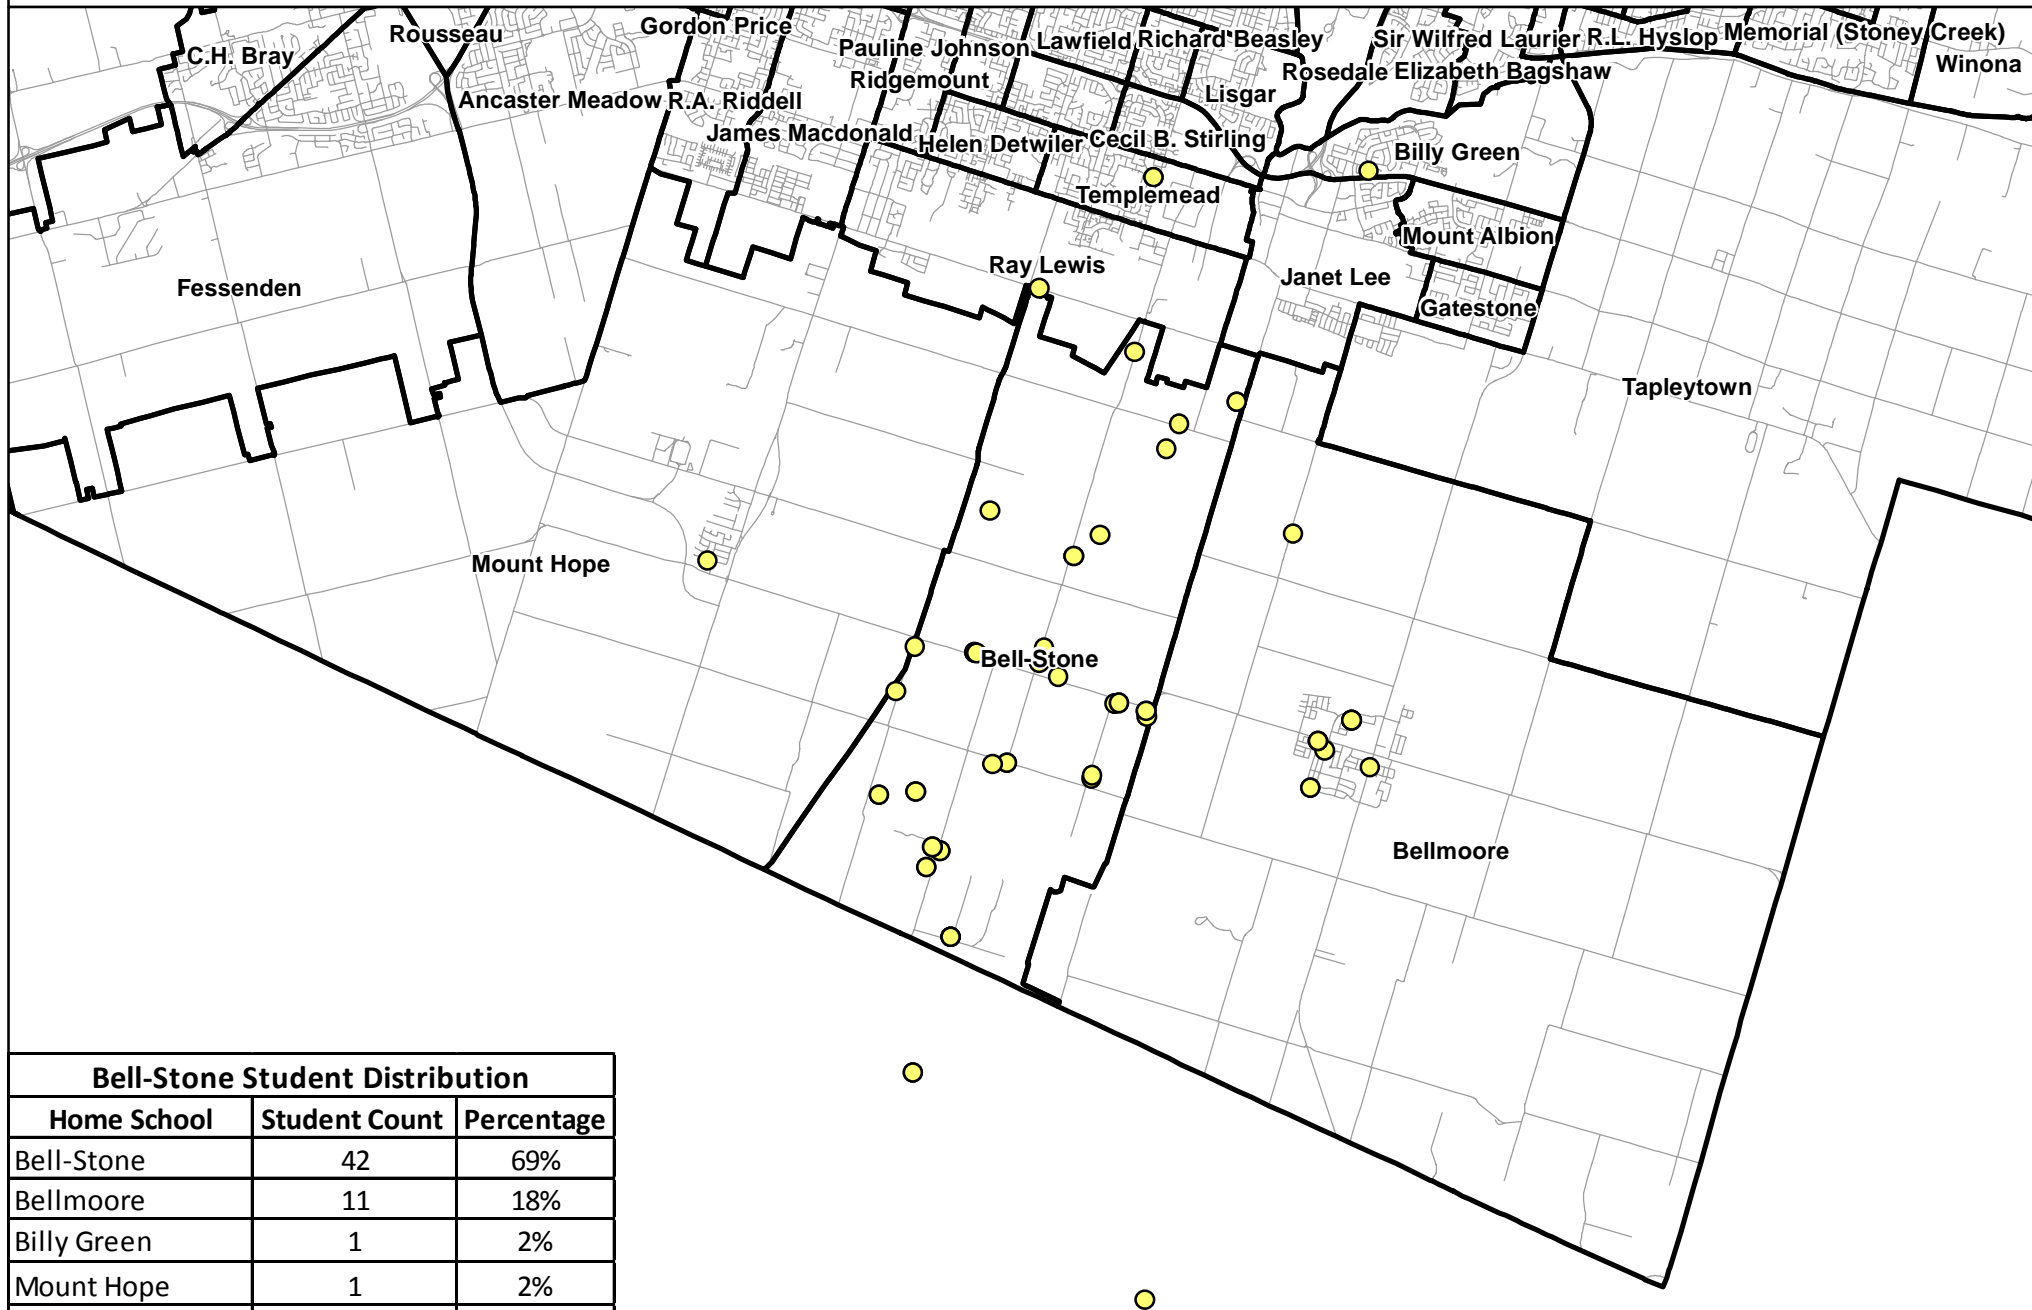 Gordon Price
Rousseau
C.H. Bray
Pauline Johnson
Lawfield
Richard Beasley
Sir Wilfred Laurier
R.L. Hyslop
Memorial (Stoney Creek)
Winona
Ridgemount
Rosedale
Elizabeth Bagshaw
Ancaster Meadow
R.A. Riddell
Lisgar
James Macdonald
Helen Detwiler
Cecil B. Stirling
Billy Green
Templemead
Mount Albion
Ray Lewis
Janet Lee
Fessenden
Gatestone
Tapleytown
Mount Hope
Bell-Stone
Bellmoore
Bell-Stone Student Distribution
Home School Student Count Percentage
Bell-Stone 42 69%
Bellmoore 11 18%
Billy Green 1 2%
Mount Hope 1 2%